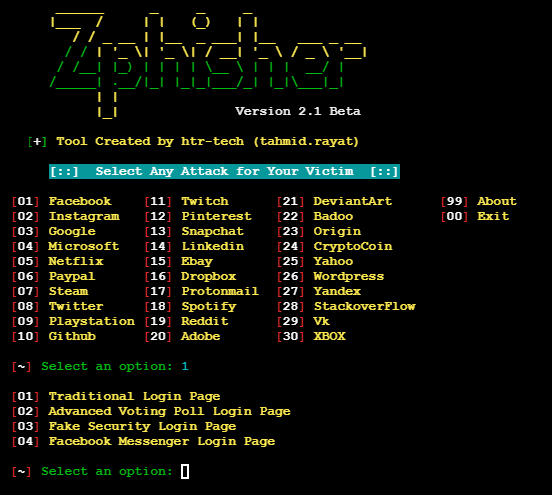 Zphisher
Version 2.1 Beta
[+] Tool Created by htr-tech (tahmid.rayat)
[::] Select Any Attack for Your Victim [::]
[01] Facebook [11] Twitch [21] DeviantArt [99] About
[02] Instagram [12] Pinterest [22] Badoo [00] Exit
[03] Google [13] Snapchat [23] Origin
[04] Microsoft [14] Linkedin [24] CryptoCoin
[05] Netflix [15] Ebay [25] Yahoo
[06] Paypal [16] Dropbox [26] Wordpress
[07] Steam [17] Protonmail [27] Yandex
[08] Twitter [18] Spotify [28] StackoverFlow
[09] Playstation [19] Reddit [29] Vk
[10] Github [20] Adobe [30] XBOX
[~] Select an option: 1
[01] Traditional Login Page
[02] Advanced Voting Poll Login Page
[03] Fake Security Login Page
[04] Facebook Messenger Login Page
[~] Select an option: